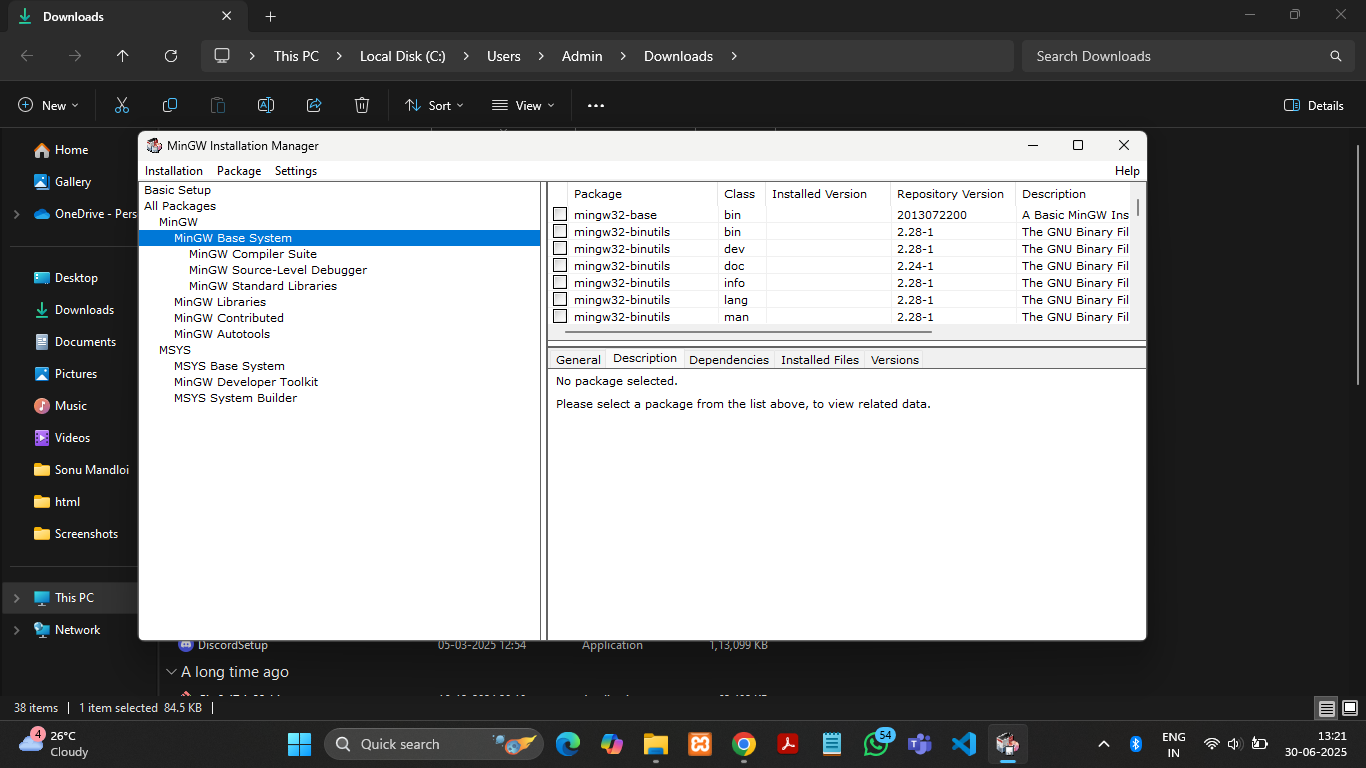 Downloads
This PC
Local Disk (C:)
Users
Admin
Downloads
Search Downloads
New
Sort
View
Details
Home
Gallery
OneDrive - Pers
Desktop
Downloads
Documents
Pictures
Music
Videos
Sonu Mandloi
html
Screenshots
This PC
Network
MinGW Installation Manager
Installation Package Settings Help
Basic Setup
All Packages
MinGW
MinGW Base System
MinGW Compiler Suite
MinGW Source-Level Debugger
MinGW Standard Libraries
MinGW Libraries
MinGW Contributed
MinGW Autotools
MSYS
MSYS Base System
MinGW Developer Toolkit
MSYS System Builder
Package Class Installed Version Repository Version Description
mingw32-base bin 2013072200 A Basic MinGW Ins
mingw32-binutils bin 2.28-1 The GNU Binary Fil
mingw32-binutils dev 2.28-1 The GNU Binary Fil
mingw32-binutils doc 2.24-1 The GNU Binary Fil
mingw32-binutils info 2.28-1 The GNU Binary Fil
mingw32-binutils lang 2.28-1 The GNU Binary Fil
mingw32-binutils man 2.28-1 The GNU Binary Fil
General Description Dependencies Installed Files Versions
No package selected.
Please select a package from the list above, to view related data.
DiscordSetup 05-03-2025 12:54 Application 1,13,099 KB
A long time ago
38 items 1 item selected 84.5 KB
4
26°C
Cloudy
Quick search
54
ENG
IN
13:21
30-06-2025